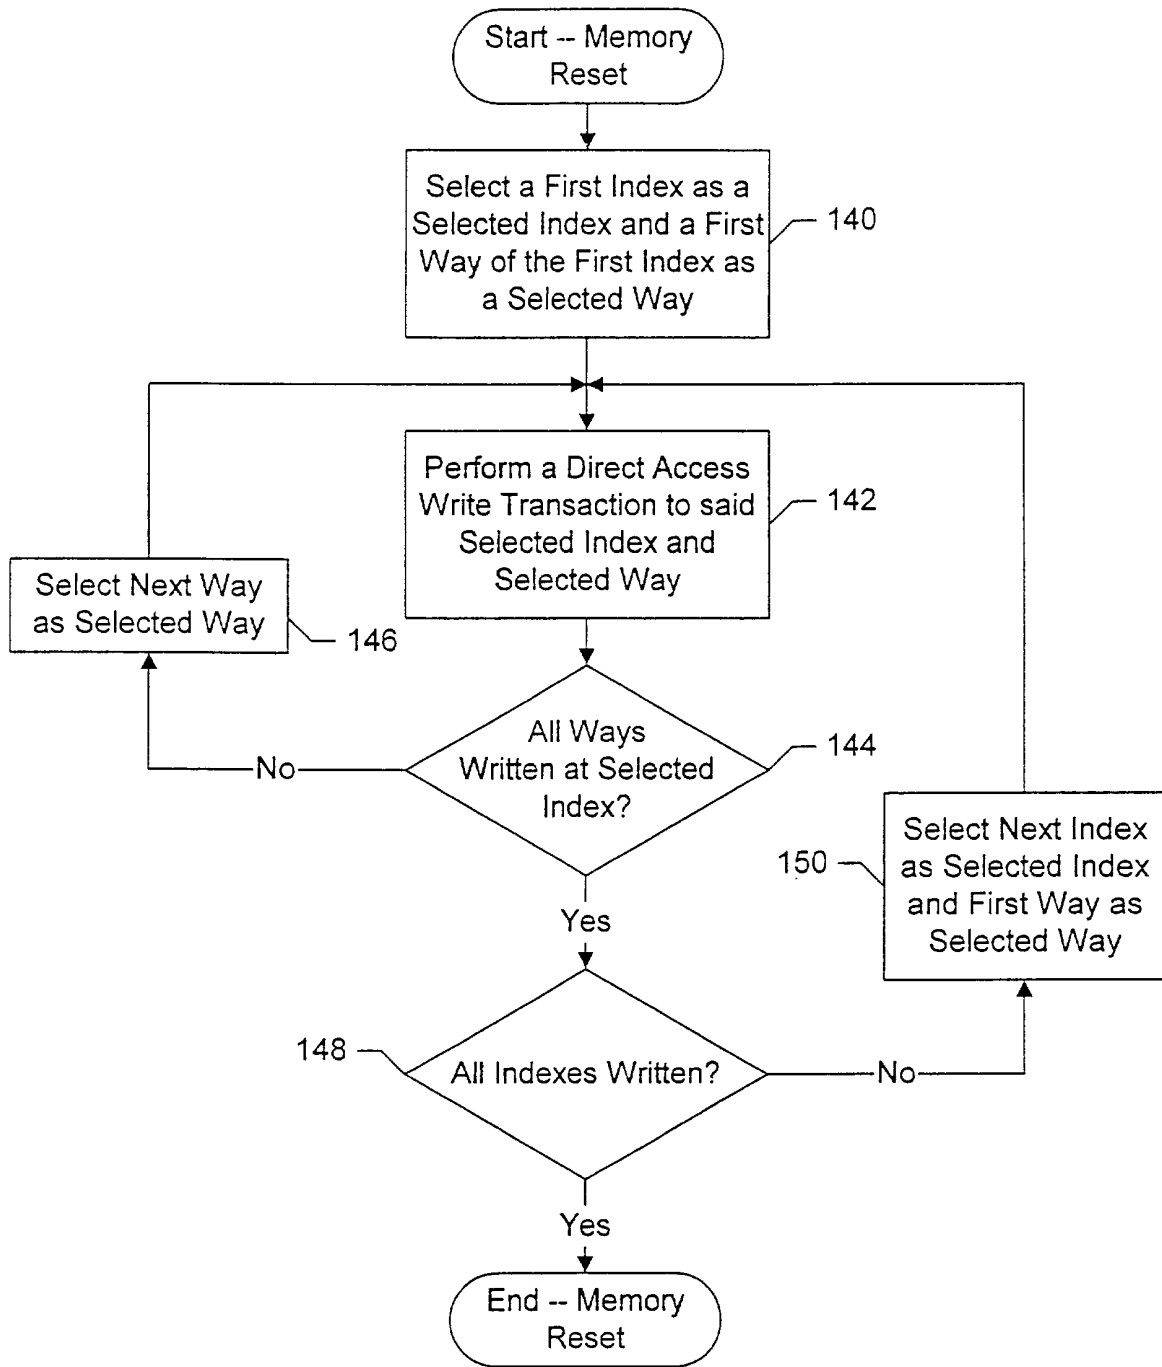 Start -- Memory
Reset
Select a First Index as a
Selected Index and a First
Way of the First Index as
a Selected Way
140
Perform a Direct Access
Write Transaction to said
Selected Index and
Selected Way
142
Select Next Way
as Selected Way
146
All Ways
Written at Selected
Index?
144
No
Yes
Select Next Index
as Selected Index
and First Way as
Selected Way
150
All Indexes Written?
148
No
Yes
End -- Memory
Reset